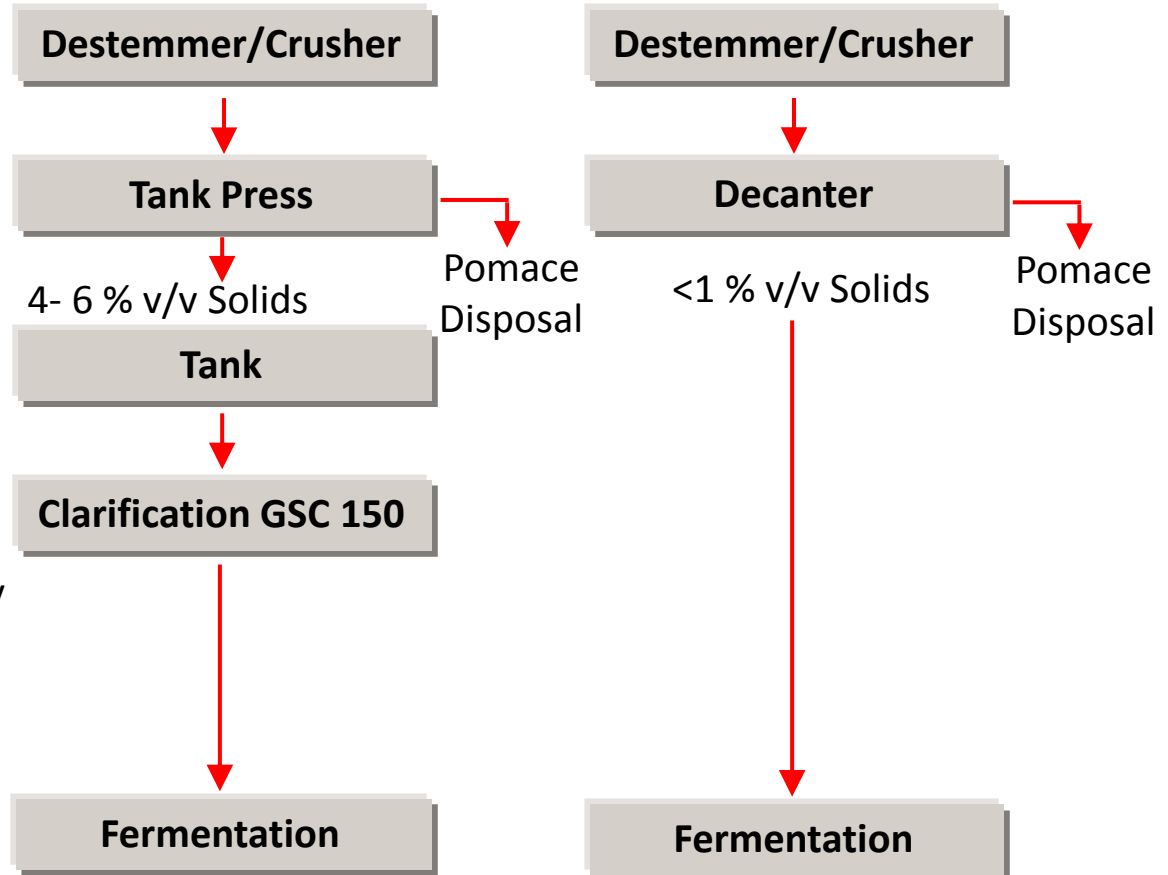 Destemmer/Crusher
Tank Press
Pomace
Disposal
4- 6 % v/v Solids
Tank
Clarification GSC 150
Fermentation
Destemmer/Crusher
Decanter
Pomace
Disposal
<1 % v/v Solids
Fermentation